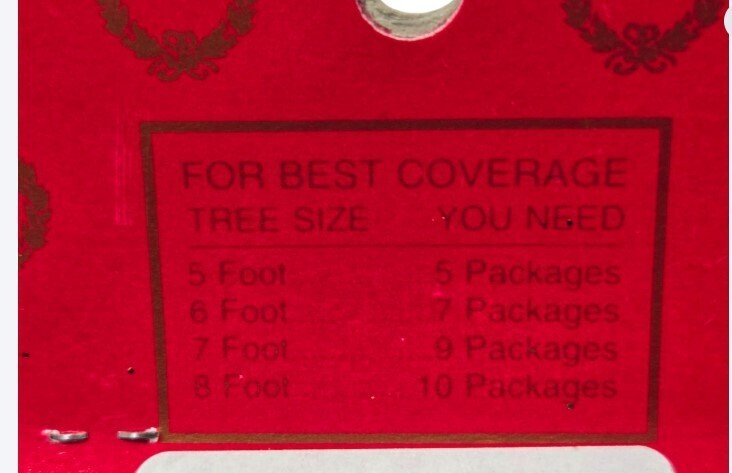 FOR BEST COVERAGE
TREE SIZE YOU NEED
5 Foot 5 Packages
6 Foot 7 Packages
7 Foot 9 Packages
8 Foot 10 Packages